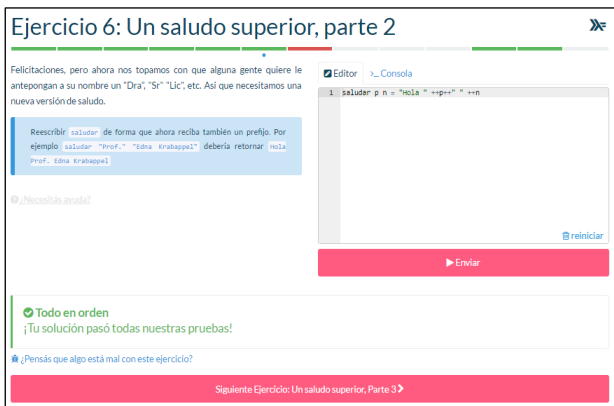 Ejercicio 6: Un saludo superior, parte 2
Felicitaciones, pero ahora nos topamos con que alguna gente quiere le
antepongan a su nombre un "Dra", "Sr" "Lic", etc. Asi que necesitamos una
nueva versión de saludo.
Reescribir saludar de forma que ahora reciba también un prefijo. Por
ejemplo saludar "Prof." "Edna Krabappel" debería retornar Hola
Prof. Edna Krabappel
¿Necesitás ayuda?
Editor >_ Consola
1 saludar p n = "Hola " ++p++" " ++n
reiniciar
Enviar
Todo en orden
¡Tu solución pasó todas nuestras pruebas!
¿Pensás que algo está mal con este ejercicio?
Siguiente Ejercicio: Un saludo superior, Parte 3